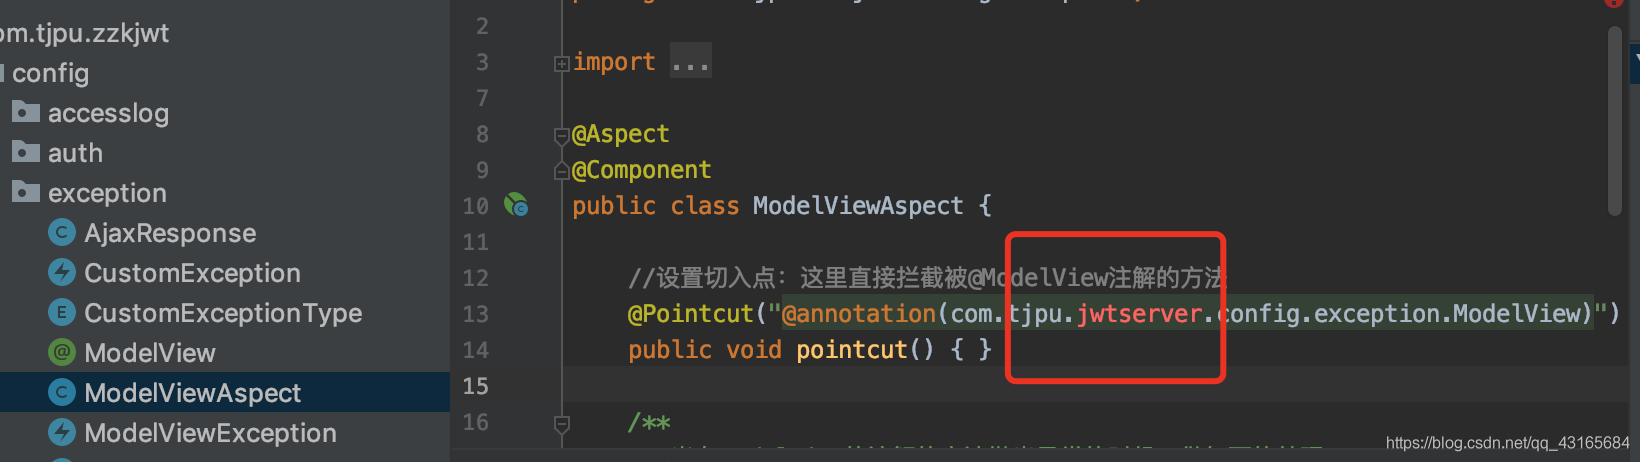 om.tjpu.zzkjwt
config
accesslog
auth
exception
AjaxResponse
CustomException
CustomExceptionType
ModelView
ModelViewAspect
ModelViewException
2
3 import ...
7
8 @Aspect
9 @Component
10 public class ModelViewAspect {
11
12 //设置切入点：这里直接拦截被@ModelView注解的方法
13 @Pointcut("@annotation(com.tjpu.jwtserver.config.exception.ModelView)")
14 public void pointcut() { }
15
16 /**
https://blog.csdn.net/qq_43165684